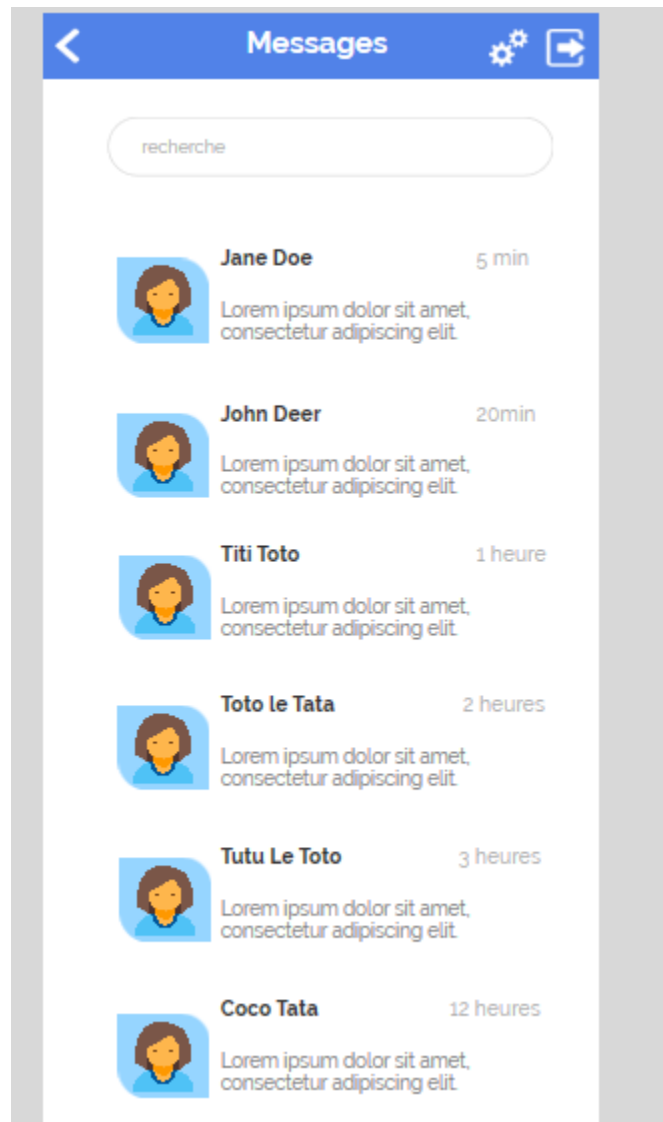 Messages
recherche
Jane Doe
5 min
Lorem ipsum dolor sit amet,
consectetur adipiscing elit.
John Deer
20min
Lorem ipsum dolor sit amet,
consectetur adipiscing elit.
Titi Toto
1 heure
Lorem ipsum dolor sit amet,
consectetur adipiscing elit.
Toto le Tata
2 heures
Lorem ipsum dolor sit amet,
consectetur adipiscing elit.
Tutu Le Toto
3 heures
Lorem ipsum dolor sit amet,
consectetur adipiscing elit.
Coco Tata
12 heures
Lorem ipsum dolor sit amet,
consectetur adipiscing elit.